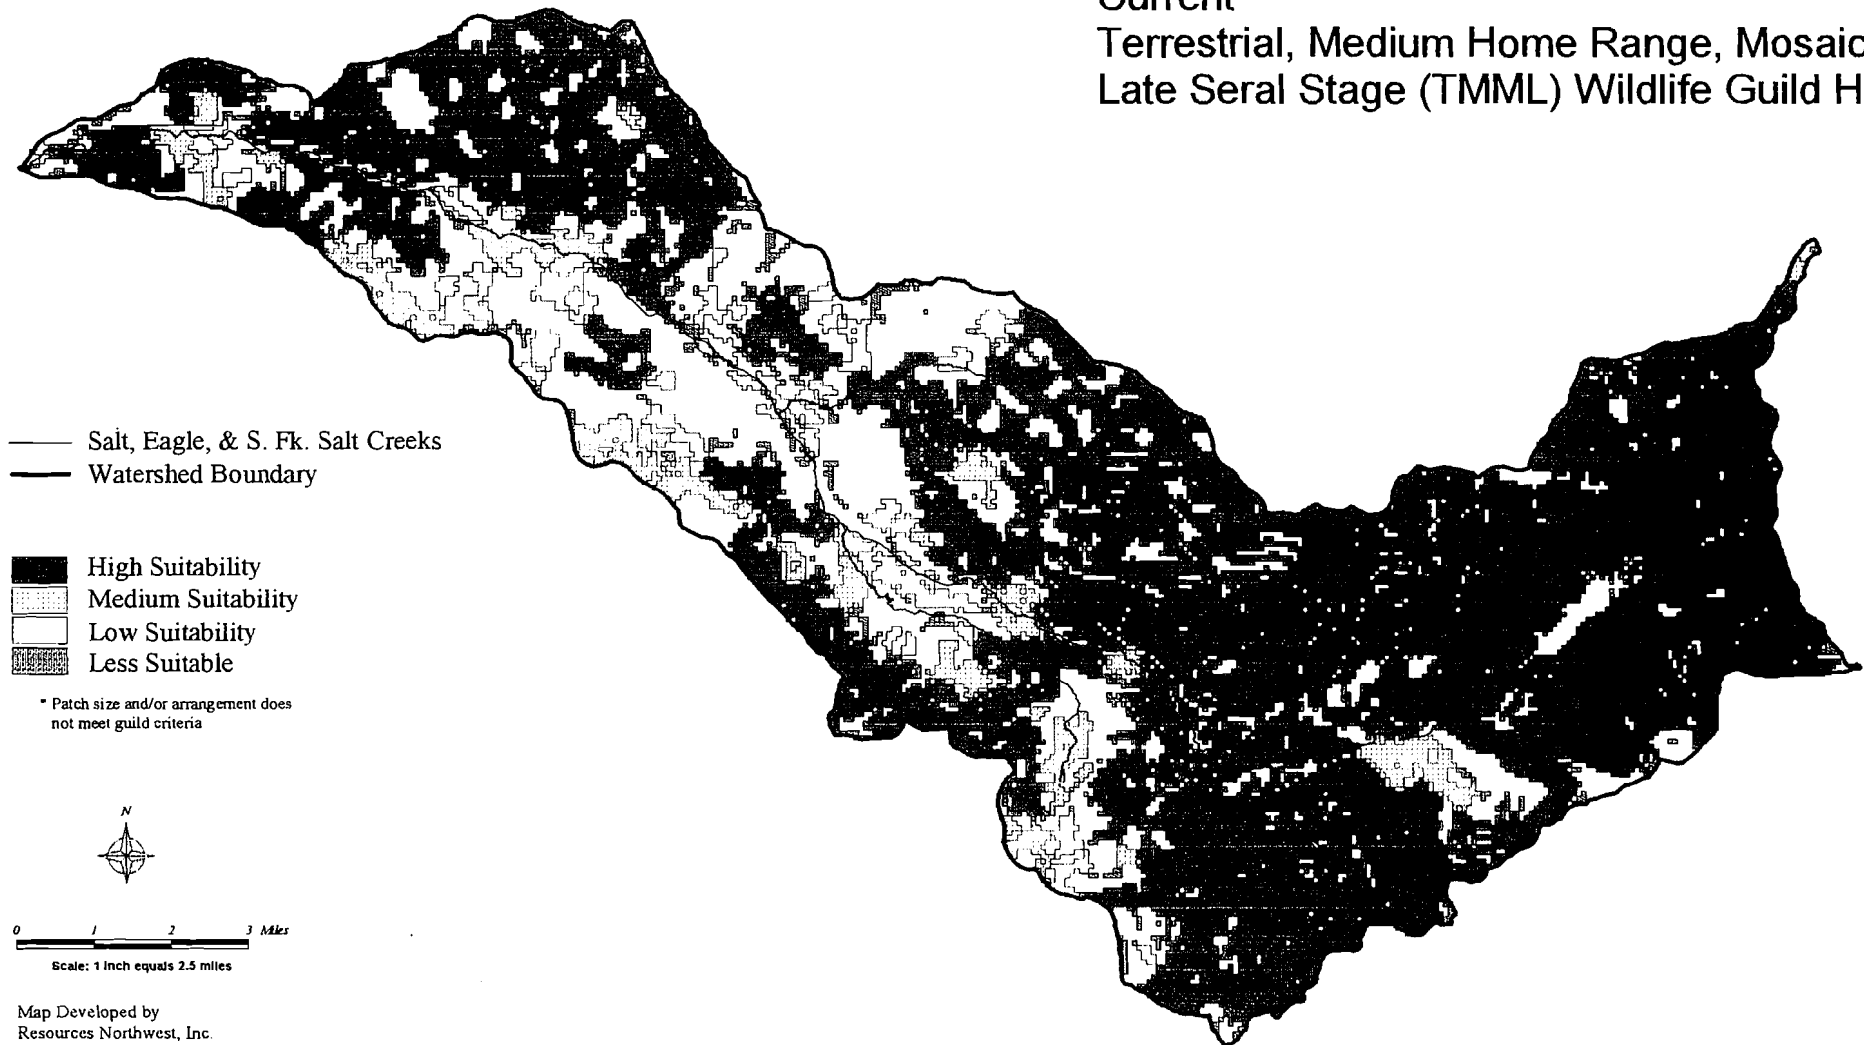 Terrestrial, Medium Home Range, Mosaic
Late Seral Stage (TMML) Wildlife Guild H
Salt, Eagle, & S. Fk. Salt Creeks
Watershed Boundary
High Suitability
Medium Suitability
Low Suitability
Less Suitable
* Patch size and/or arrangement does
not meet guild criteria
N
0 1 2 3 Miles
Scale: 1 inch equals 2.5 miles
Map Developed by
Resources Northwest, Inc.